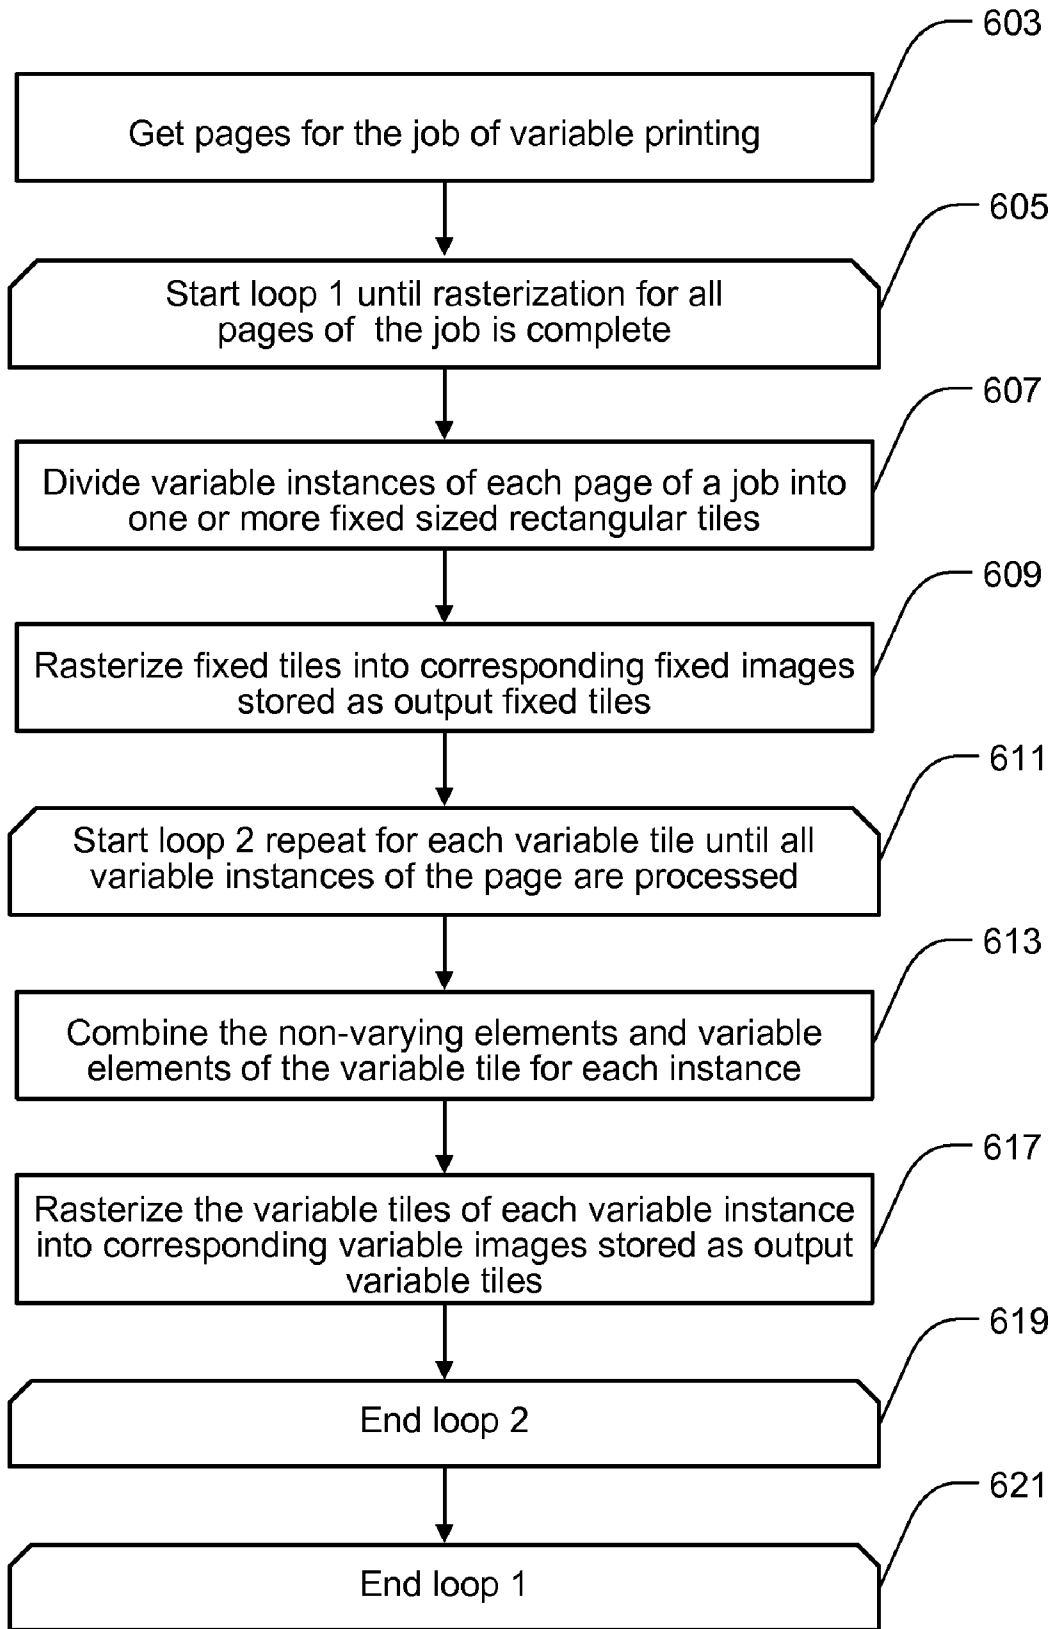 603
Get pages for the job of variable printing
605
Start loop 1 until rasterization for all
pages of the job is complete
607
Divide variable instances of each page of a job into
one or more fixed sized rectangular tiles
609
Rasterize fixed tiles into corresponding fixed images
stored as output fixed tiles
611
Start loop 2 repeat for each variable tile until all
variable instances of the page are processed
613
Combine the non-varying elements and variable
elements of the variable tile for each instance
617
Rasterize the variable tiles of each variable instance
into corresponding variable images stored as output
variable tiles
619
End loop 2
621
End loop 1